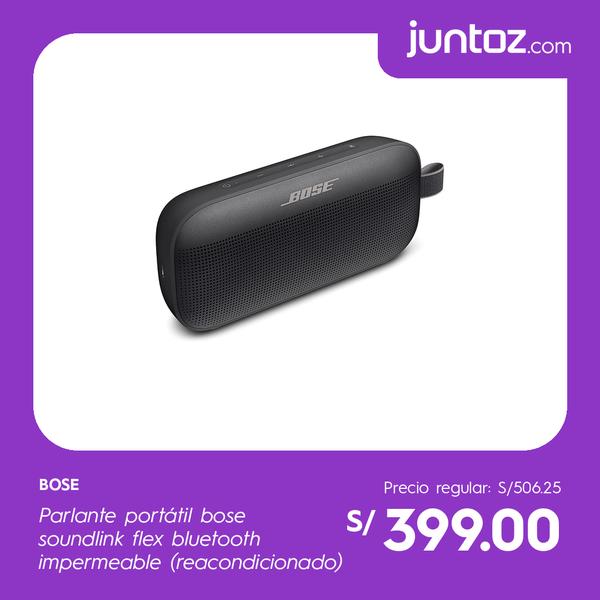 juntoz.com
BOSE
BOSE
Parlante portátil bose
soundlink flex bluetooth
impermeable (reacondicionado)
Precio regular: S/506.25
S/ 399.00